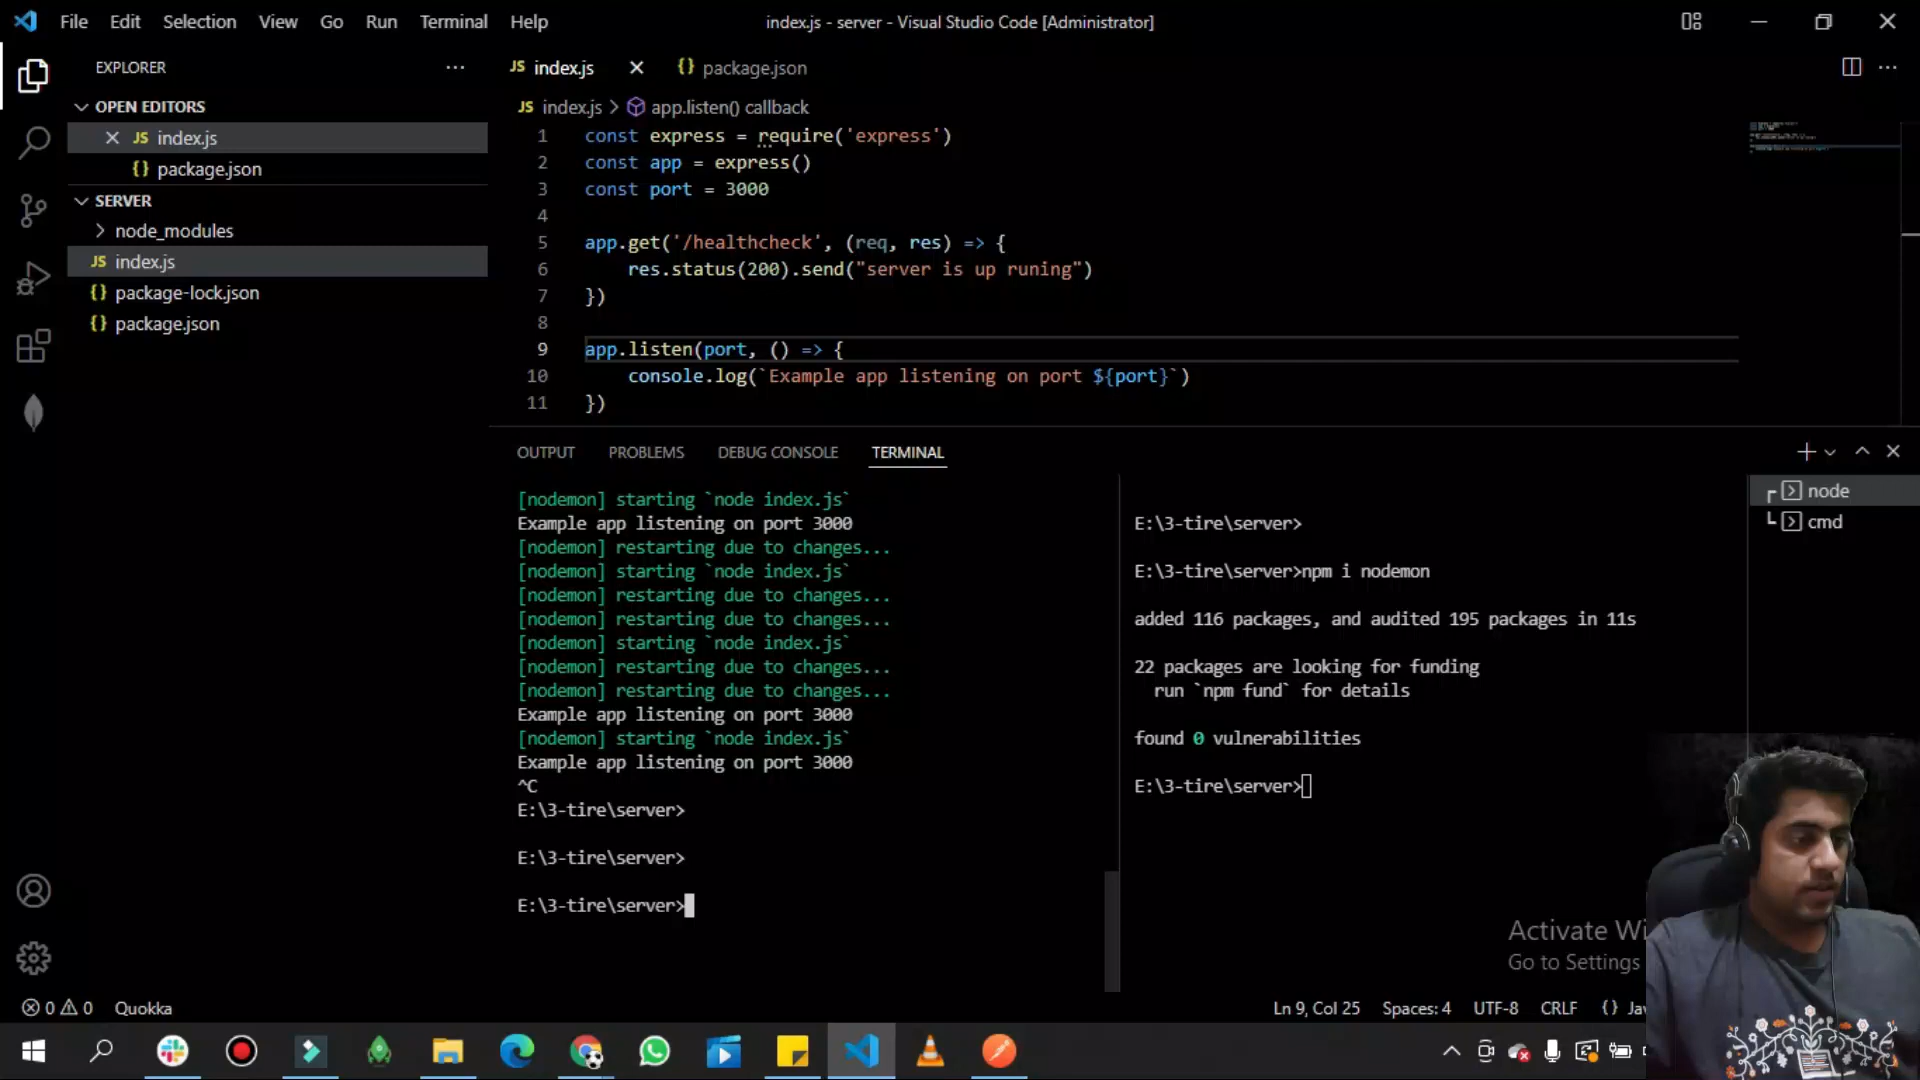 File Edit Selection View Go Run Terminal Help
index.js - server - Visual Studio Code [Administrator]
EXPLORER
OPEN EDITORS
JS index.js
{} package.json
SERVER
node_modules
JS index.js
{} package-lock.json
{} package.json
JS index.js
{} package.json
JS index.js > app.listen() callback
1 const express = require('express')
2 const app = express()
3 const port = 3000
4
5 app.get('/healthcheck', (req, res) => {
6 res.status(200).send("server is up runing")
7 })
8
9 app.listen(port, () => {
10 console.log(`Example app listening on port ${port}`)
11 })
OUTPUT PROBLEMS DEBUG CONSOLE TERMINAL
[nodemon] starting `node index.js`
Example app listening on port 3000
[nodemon] restarting due to changes...
[nodemon] starting `node index.js`
[nodemon] restarting due to changes...
[nodemon] restarting due to changes...
[nodemon] starting `node index.js`
[nodemon] restarting due to changes...
[nodemon] restarting due to changes...
Example app listening on port 3000
[nodemon] starting `node index.js`
Example app listening on port 3000
^C
E:\3-tire\server>
E:\3-tire\server>
E:\3-tire\server>
E:\3-tire\server>
E:\3-tire\server>npm i nodemon
added 116 packages, and audited 195 packages in 11s
22 packages are looking for funding
run `npm fund` for details
found 0 vulnerabilities
E:\3-tire\server>
node
cmd
Activate Wi
Go to Settings
0 0 Quokka
Ln 9, Col 25 Spaces: 4 UTF-8 CRLF {} Jav